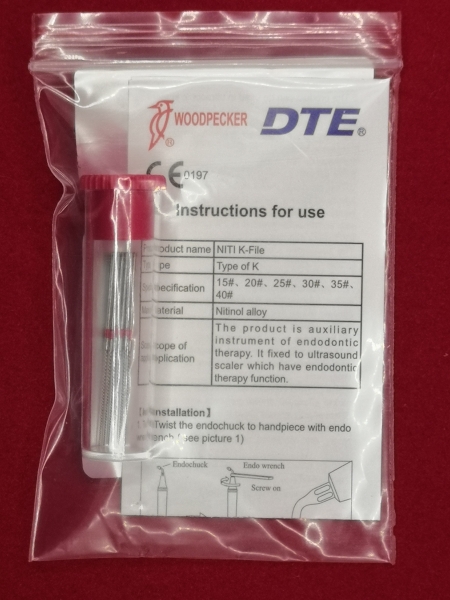 WOODPECKER DTE®
®
CE 0197
Instructions for use
Product name NITI K-File
Type Type of K
Specification 15#、20#、25#、30#、35#、
40#
Material Nitinol alloy
Scope of application The product is auxiliary
instrument of endodontic
therapy. It fixed to ultrasound
scaler which have endodontic
therapy function.
Installation】
Twist the endochuck to handpiece with endo
( see picture 1)
Endochuck Endo wrench
Screw on